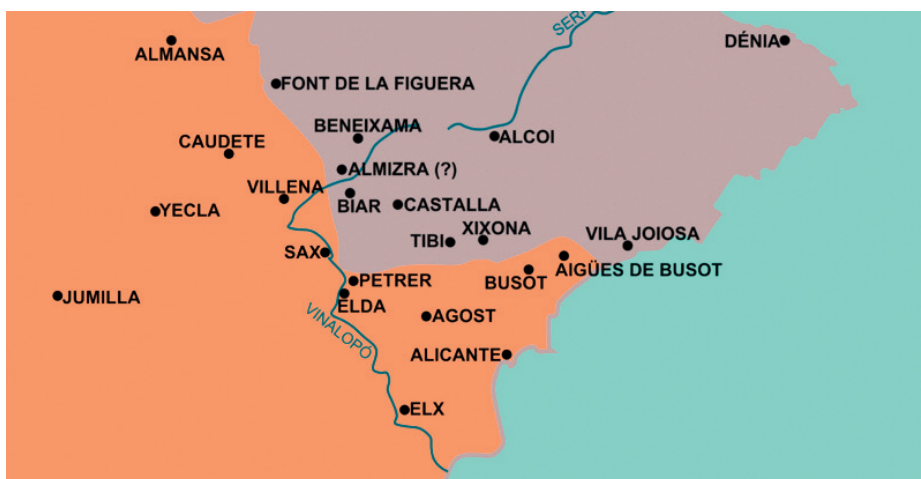 SERP
DÉNIA
ALMANSA
FONT DE LA FIGUERA
BENEIXAMA
ALCOI
CAUDETE
ALMIZRA (?)
VILLENA
BIAR
CASTALLA
YECLA
XIXONA
TIBI
VILA JOIOSA
SAX
AIGÜES DE BUSOT
PETRER
BUSOT
JUMILLA
ELDA
AGOST
VINALOPÓ
ALICANTE
ELX